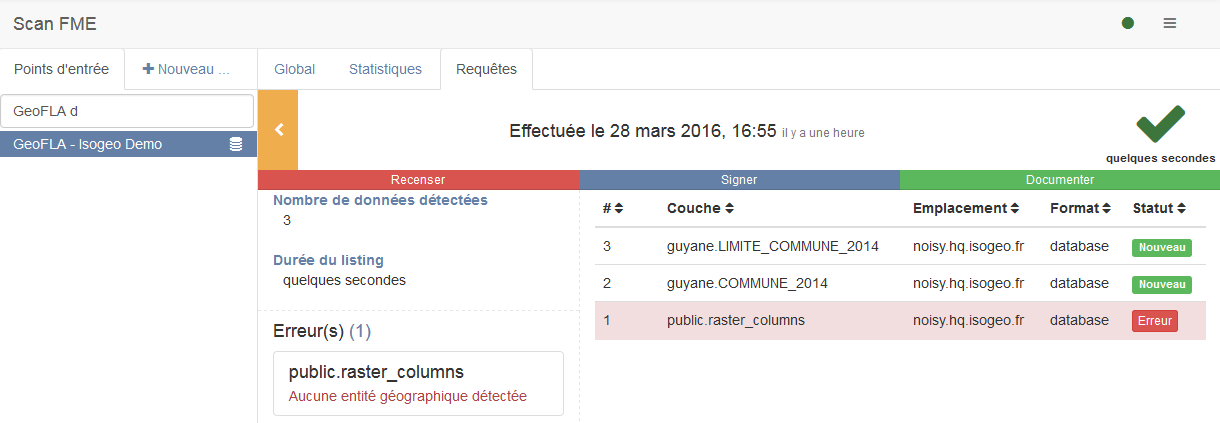 Scan FME
Points d'entrée
Nouveau ...
Global
Statistiques
Requêtes
GeoFLA d
GeoFLA - Isogeo Demo
Effectuée le 28 mars 2016, 16:55 il y a une heure
quelques secondes
Recenser
Signer
Documenter
Nombre de données détectées
3
Durée du listing
quelques secondes
Erreur(s) (1)
public.raster_columns
Aucune entité géographique détectée
# Couche Emplacement Format Statut
3 guyane.LIMITE_COMMUNE_2014 noisy.hq.isogeo.fr database Nouveau
2 guyane.COMMUNE_2014 noisy.hq.isogeo.fr database Nouveau
1 public.raster_columns noisy.hq.isogeo.fr database Erreur